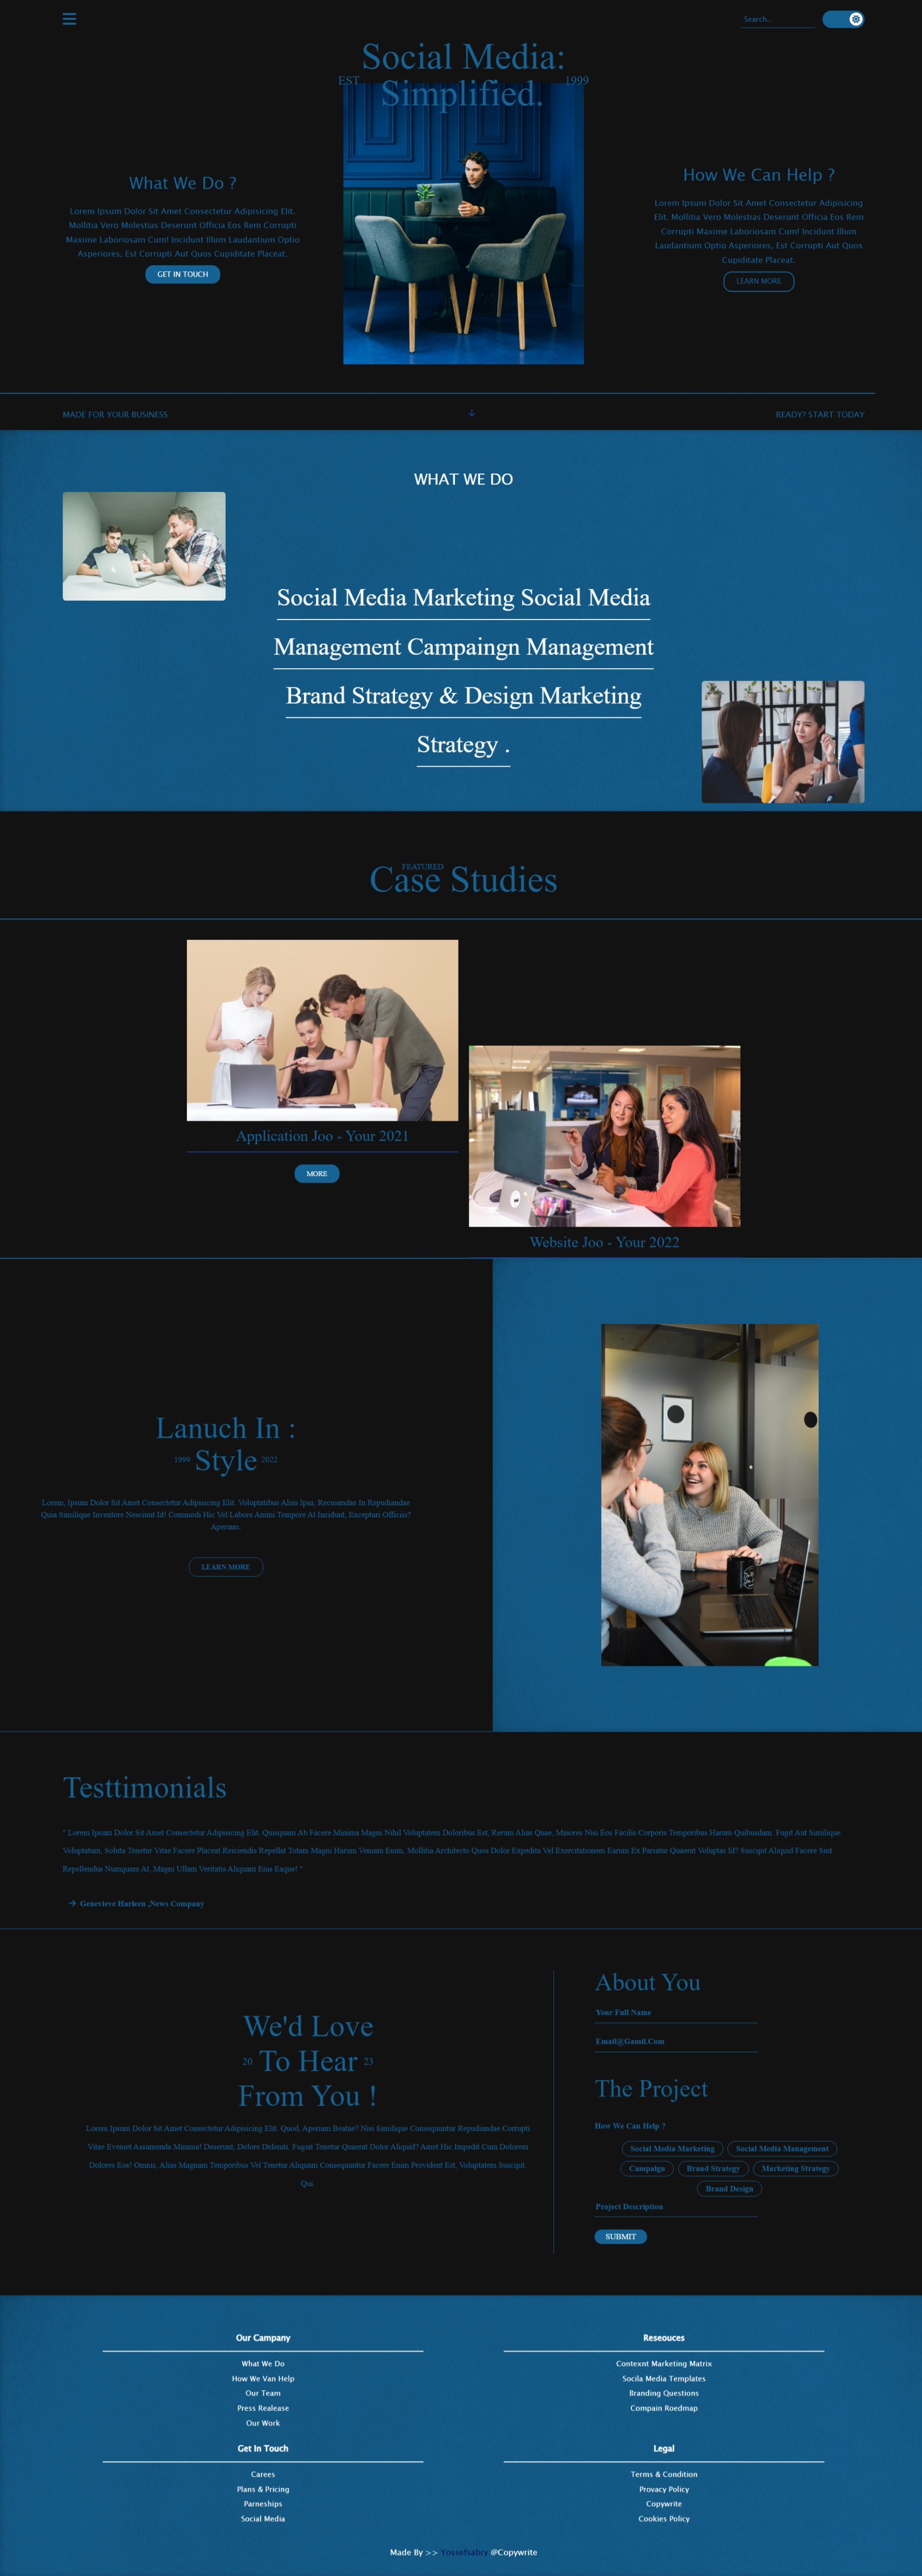 Search...
Social Media:
Simplified.
EST
1999
What We Do ?
Lorem Ipsum Dolor Sit Amet Consectetur Adipisicing Elit.
Mollitia Vero Molestias Deserunt Officia Eos Rem Corrupti
Maxime Laboriosam Cum! Incidunt Illum Laudantium Optio
Asperiores, Est Corrupti Aut Quos Cupiditate Placeat.
GET IN TOUCH
How We Can Help ?
Lorem Ipsum Dolor Sit Amet Consectetur Adipisicing
Elit. Mollitia Vero Molestias Deserunt Officia Eos Rem
Corrupti Maxime Laboriosam Cum! Incidunt Illum
Laudantium Optio Asperiores, Est Corrupti Aut Quos
Cupiditate Placeat.
LEARN MORE
MADE FOR YOUR BUSINESS
READY? START TODAY
WHAT WE DO
Social Media Marketing Social Media
Management Campaingn Management
Brand Strategy & Design Marketing
Strategy .
FEATURED
Case Studies
Application Joo - Your 2021
MORE
Website Joo - Your 2022
Lanuch In :
1999 Style 2022
Lorem, Ipsum Dolor Sit Amet Consectetur Adipisicing Elit. Voluptatibus Alias Ipsa, Recusandae In Repudiandae
Quia Similique Inventore Nesciunt Id! Commodi Hic Vel Labore Animi Tempore At Incidunt, Excepturi Officiis?
Aperiam.
LEARN MORE
Testtimonials
" Lorem Ipsum Dolor Sit Amet Consectetur Adipisicing Elit. Quisquam Ab Facere Minima Magni Nihil Voluptatem Doloribus Est, Rerum Alias Quae, Maiores Nisi Eos Facilis Corporis Temporibus Harum Quibusdam. Fugit Aut Similique
Voluptatum, Soluta Tenetur Vitae Facere Placeat Reiciendis Repellat Totam Magni Harum Veniam Enim, Mollitia Architecto Quos Dolor Expedita Vel Exercitationem Earum Ex Pariatur Quaerat Voluptas Id? Suscipit Aliquid Facere Sint
Repellendus Numquam At, Magni Ullam Veritatis Aliquam Eius Eaque! "
Genevieve Harleen ,News Company
We'd Love
20 To Hear 23
From You !
Lorem Ipsum Dolor Sit Amet Consectetur Adipisicing Elit. Quod, Aperiam Beatae? Nisi Similique Consequuntur Repudiandae Corrupti
Vitae Eveniet Assumenda Minima! Deserunt, Dolore Deleniti. Fugiat Tenetur Quaerat Dolor Aliquid? Amet Hic Impedit Cum Dolorem
Dolores Eos! Omnis, Alias Magnam Temporibus Vel Tenetur Aliquam Consequuntur Facere Enim Provident Est, Voluptatem Suscipit.
Qui.
About You
Your Full Name
Email@Gamil.Com
The Project
How We Can Help ?
Social Media Marketing
Social Media Management
Campaign
Brand Strategy
Marketing Strategy
Brand Design
Project Description
SUBMIT
Our Campany
What We Do
How We Van Help
Our Team
Press Realease
Our Work
Reseouces
Contexnt Marketing Matrix
Socila Media Templates
Branding Questions
Compain Roedmap
Get In Touch
Carees
Plans & Pricing
Parneships
Social Media
Legal
Terms & Condition
Provacy Policy
Copywrite
Cookies Policy
Made By >> Yossefsabry @Copywrite